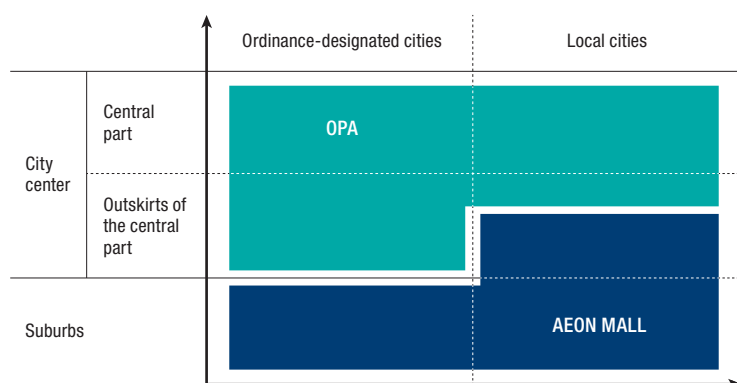 Ordinance-designated cities
Local cities
City
center
Central
part
OPA
Outskirts of
the central
part
Suburbs
AEON MALL